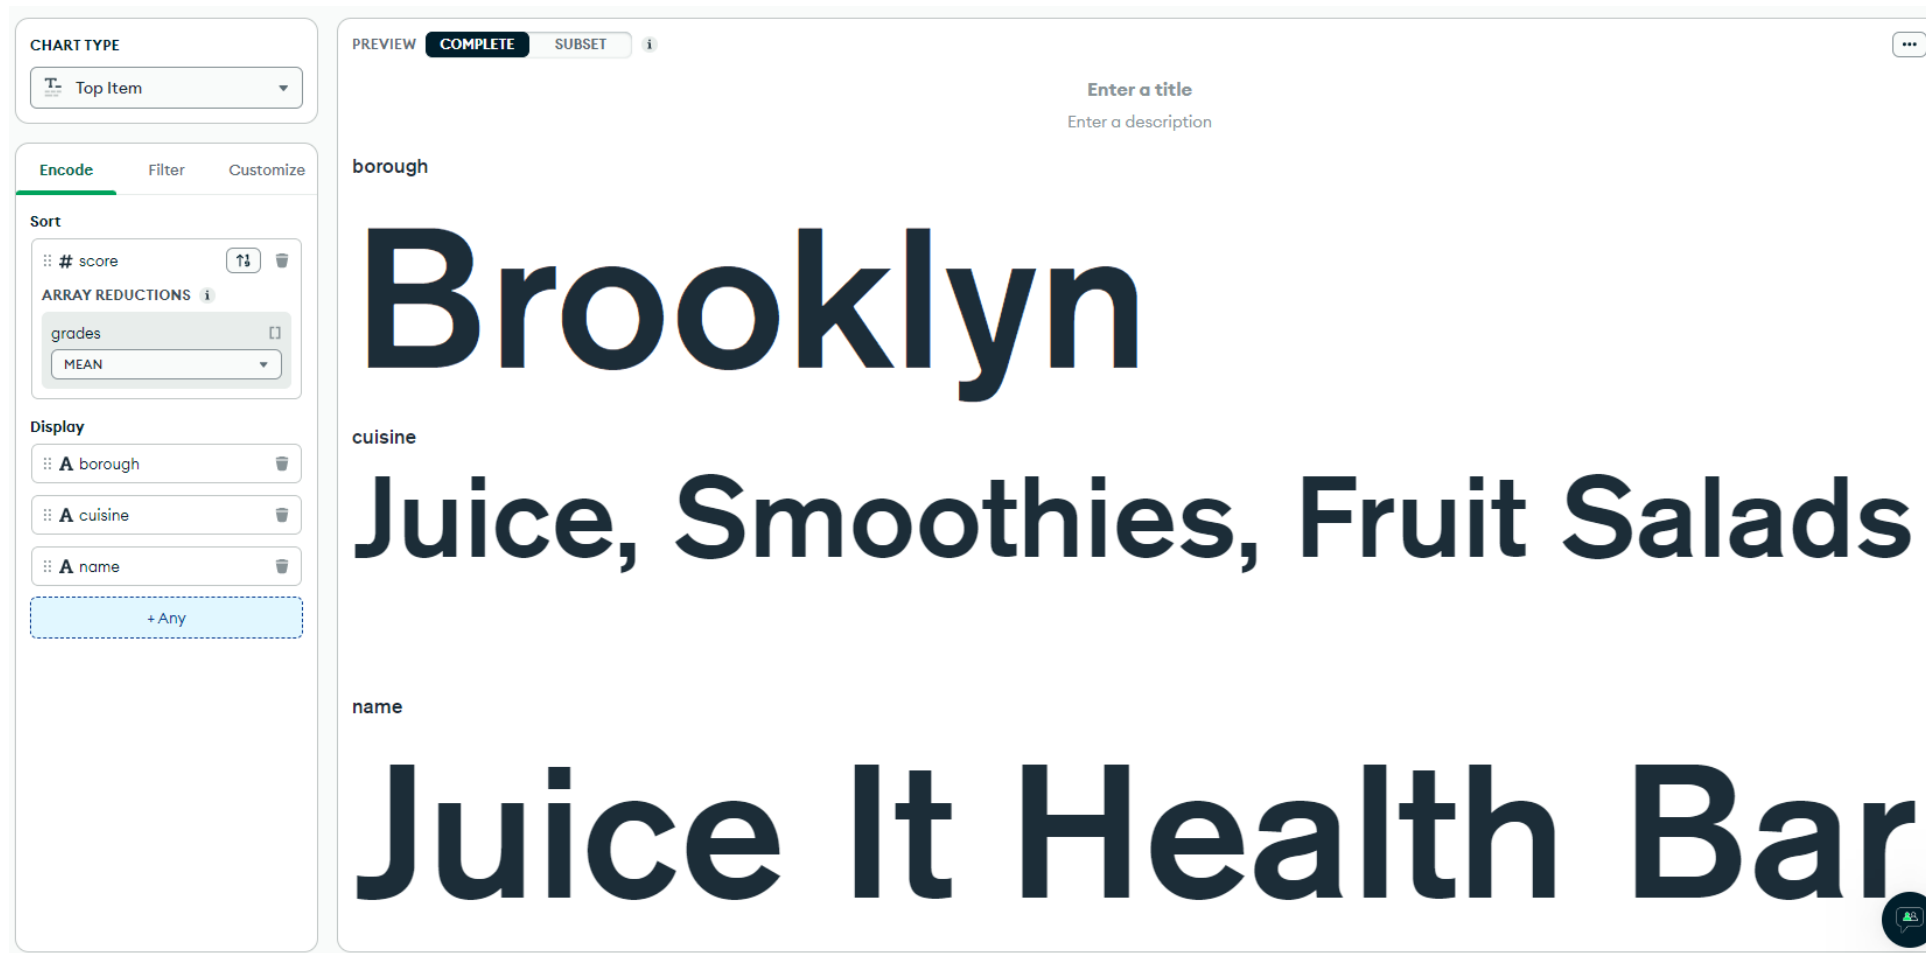 CHART TYPE
Top Item
Encode Filter Customize
Sort
# score
ARRAY REDUCTIONS i
grades []
MEAN
Display
A borough
A cuisine
A name
+ Any
PREVIEW COMPLETE SUBSET i
Enter a title
Enter a description
borough
Brooklyn
cuisine
Juice, Smoothies, Fruit Salads
name
Juice It Health Bar